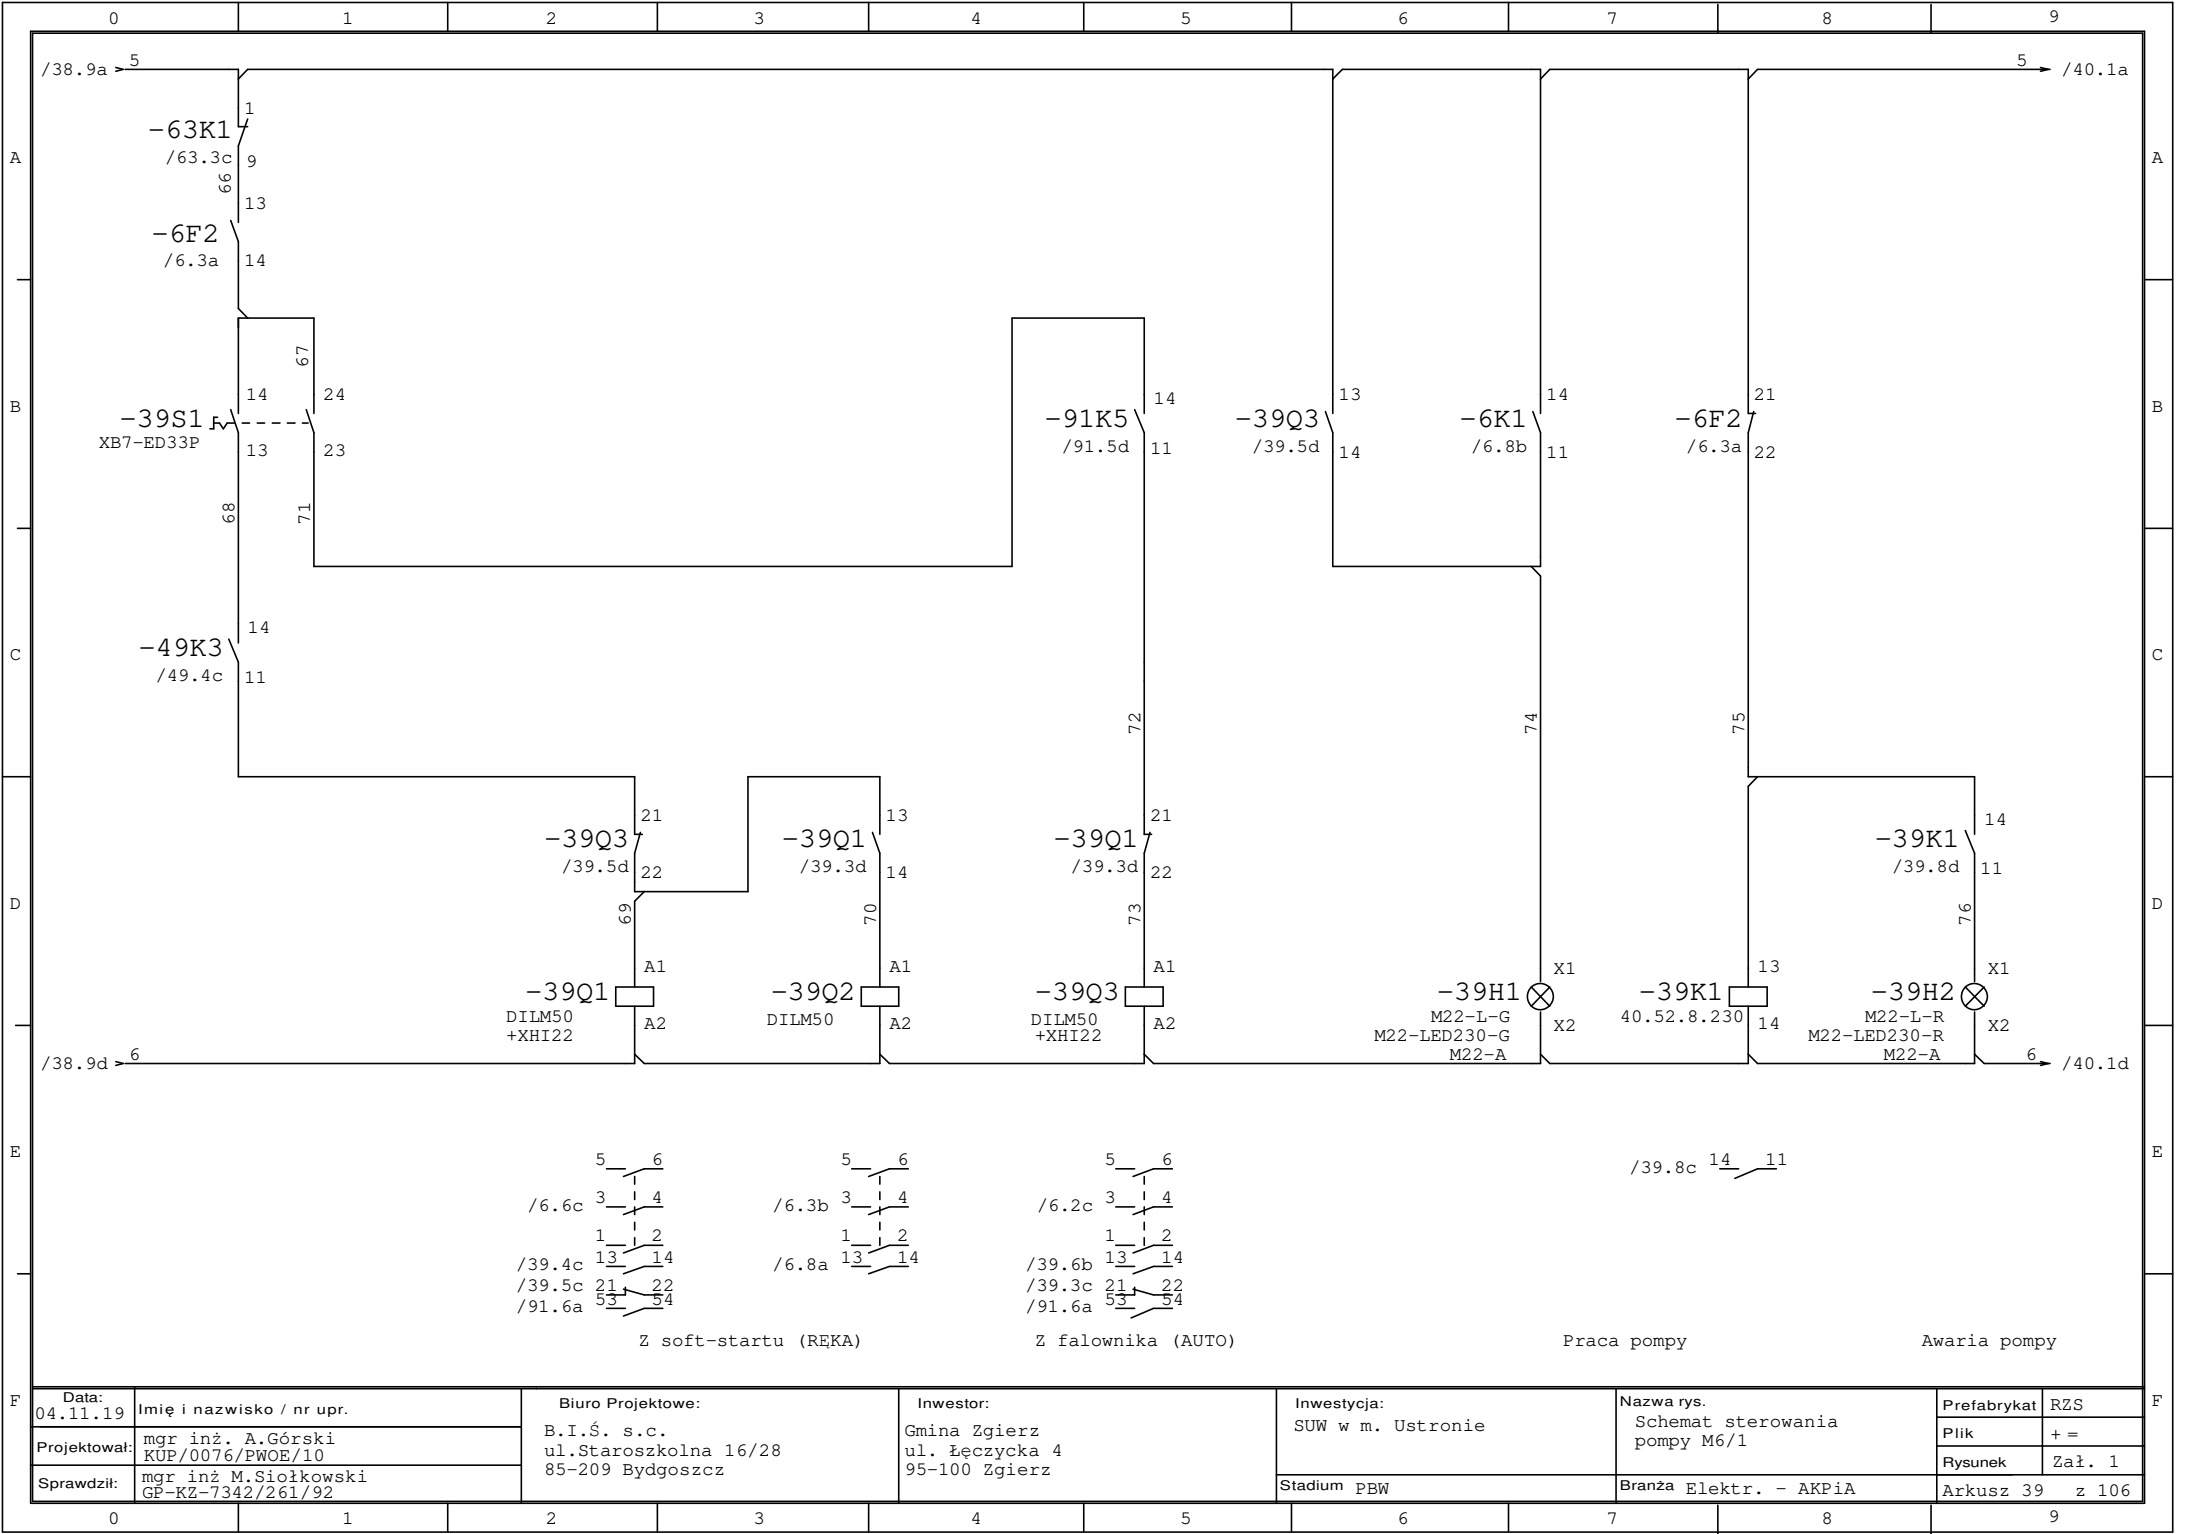 0 1 2 3 4 5 6 7 8 9
/38.9a 5
5 /40.1a
A A
1
-63K1
/63.3c 9
66
13
-6F2
/6.3a 14
B B
67
14 24
-39S1
XB7-ED33P
13 23
68 71
14
-91K5
/91.5d 11
13
-39Q3
/39.5d 14
14
-6K1
/6.8b 11
21
-6F2
/6.3a 22
C C
14
-49K3
/49.4c 11
72 74 75
D D
21
-39Q3
/39.5d 22
69
13
-39Q1
/39.3d 14
70
21
-39Q1
/39.3d 22
73
14
-39K1
/39.8d 11
76
A1
-39Q1
DILM50
+XHI22
A2
A1
-39Q2
DILM50
A2
A1
-39Q3
DILM50
+XHI22
A2
X1
-39H1
M22-L-G
M22-LED230-G
M22-A
X2
13
-39K1
40.52.8.230
14
X1
-39H2
M22-L-R
M22-LED230-R
M22-A
X2
/38.9d 6
6 /40.1d
E E
5 6
/6.6c 3 4
1 2
/39.4c 13 14
/39.5c 21 22
/91.6a 53 54
5 6
/6.3b 3 4
1 2
/6.8a 13 14
5 6
/6.2c 3 4
1 2
/39.6b 13 14
/39.3c 21 22
/91.6a 53 54
/39.8c 14 11
Z soft-startu (RĘKA)
Z falownika (AUTO)
Praca pompy
Awaria pompy
F F
Data:
04.11.19
Imię i nazwisko / nr upr.
Projektował:
mgr inż. A.Górski
KUP/0076/PWOE/10
Sprawdził:
mgr inż M.Siołkowski
GP-KZ-7342/261/92
Biuro Projektowe:
B.I.Ś. s.c.
ul.Staroszkolna 16/28
85-209 Bydgoszcz
Inwestor:
Gmina Zgierz
ul. Łęczycka 4
95-100 Zgierz
Inwestycja:
SUW w m. Ustronie
Stadium PBW
Nazwa rys.
Schemat sterowania
pompy M6/1
Branża Elektr. - AKPiA
Prefabrykat RZS
Plik + =
Rysunek Zał. 1
Arkusz 39 z 106
0 1 2 3 4 5 6 7 8 9